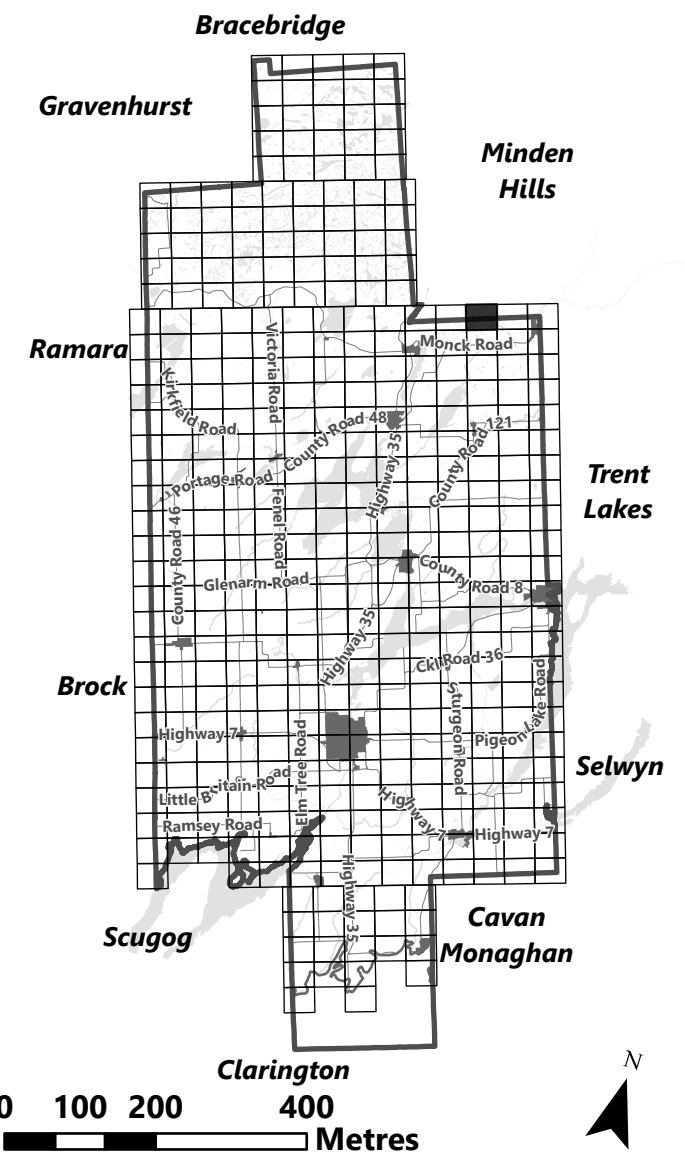 Bracebridge
Gravenhurst
Minden
Hills
Ramara
Monck Road
Victoria Road
Kirkfield Road
County Road 48
County Road 121
Highway 35
Portage Road
Trent
Lakes
County Road 46
Fenel Road
Glenarm Road
County Road 8
Highway 35
Ckl Road 36
Brock
Sturgeon Road
Pigeon Lake Road
Highway 7
Elm Tree Road
Selwyn
Little Britain Road
Ramsey Road
Highway 7
Highway 7
Highway 35
Scugog
Cavan
Monaghan
Clarington
N
0 100 200 400
Metres